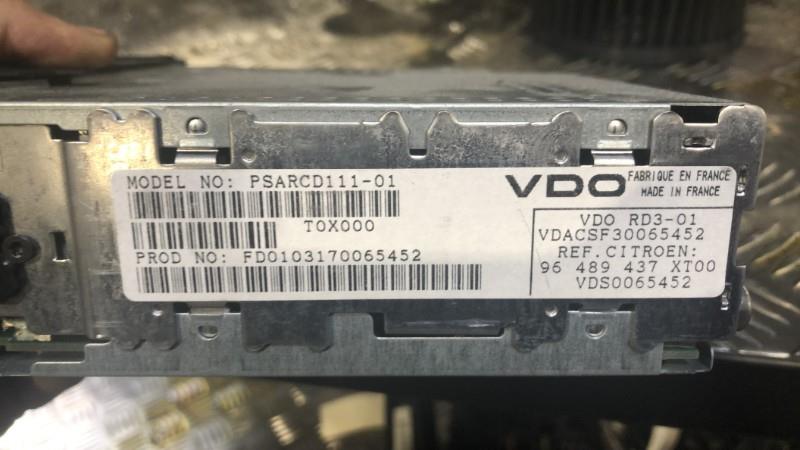 MODEL NO: PSARCD111-01
T0X000
PROD NO: FD0103170065452
VDO
FABRIQUE EN FRANCE
MADE IN FRANCE
VDO RD3-01
VDACSF30065452
REF.CITROEN:
96 489 437 XT00
VDS0065452